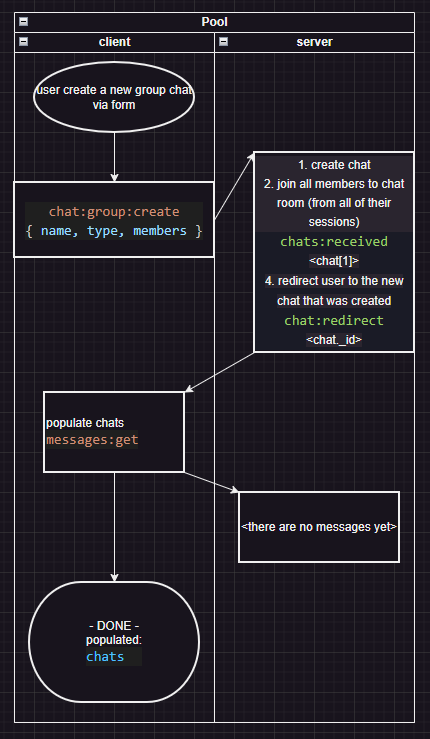 Pool
client
server
user create a new group chat
via form
chat:group:create
{ name, type, members }
1. create chat
2. join all members to chat
room (from all of their
sessions)
chats:received
<chat[1]>
4. redirect user to the new
chat that was created
chat:redirect
<chat._id>
populate chats
messages:get
<there are no messages yet>
- DONE -
populated:
chats